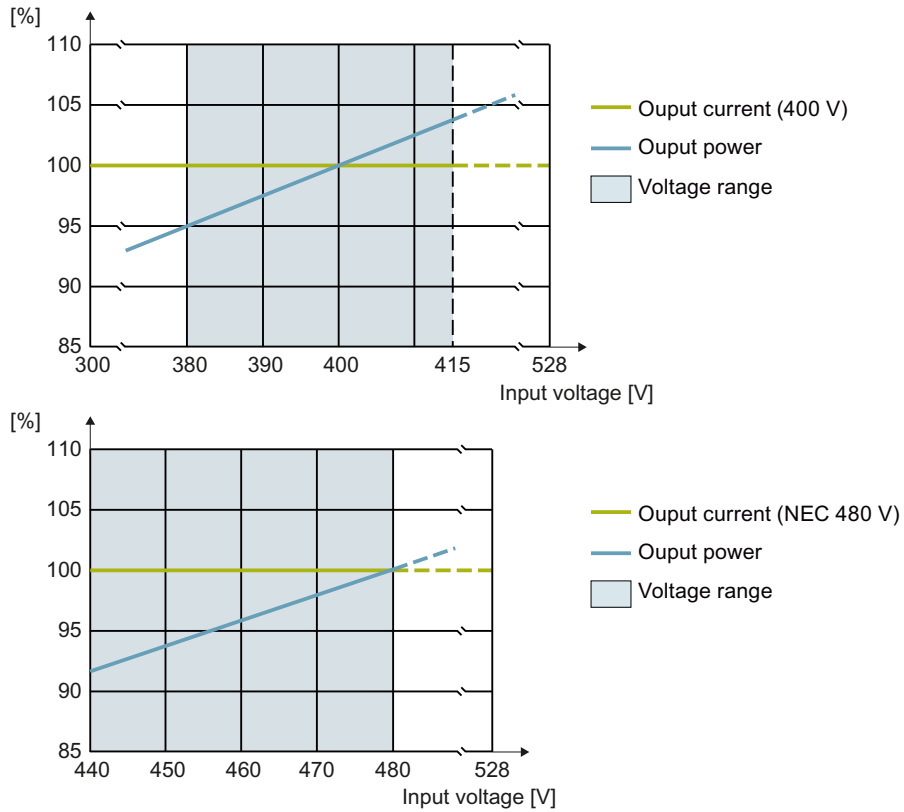 [%]
110
105
100
95
90
85
300 380 390 400 415 528
Input voltage [V]
Ouput current (400 V)
Ouput power
Voltage range
[%]
110
105
100
95
90
85
440 450 460 470 480 528
Input voltage [V]
Ouput current (NEC 480 V)
Ouput power
Voltage range